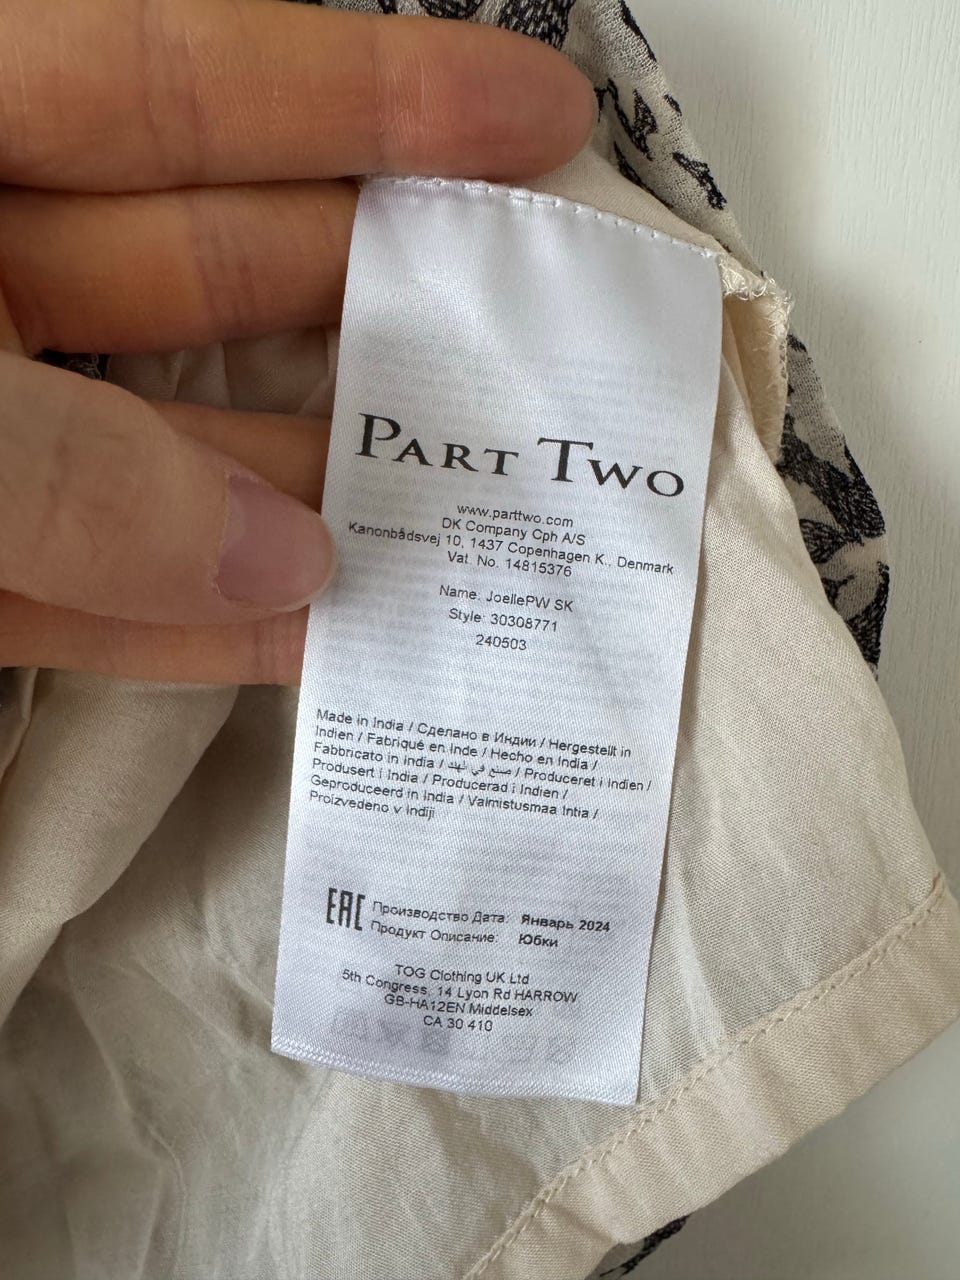 PART TWO
www.parttwo.com
DK Company Cph A/S
Kanonbådsvej 10, 1437 Copenhagen K., Denmark
Vat. No. 14815376
Name: JoellePW SK
Style: 30308771
240503
Made in India / Сделано в Индии / Hergestellt in
Indien / Fabriqué en Inde / Hecho en India /
Fabbricato in india / صنع في نهد / Produceret i Indien /
Produsert i India / Producerad i Indien /
Geproduceerd in India / Valmistusmaa Intia /
Proizvedeno v Indiji
EAC Производство Дата: Январь 2024
Продукт Описание: Юбки
TOG Clothing UK Ltd
5th Congress, 14 Lyon Rd HARROW
GB-HA12EN Middelsex
CA 30 410